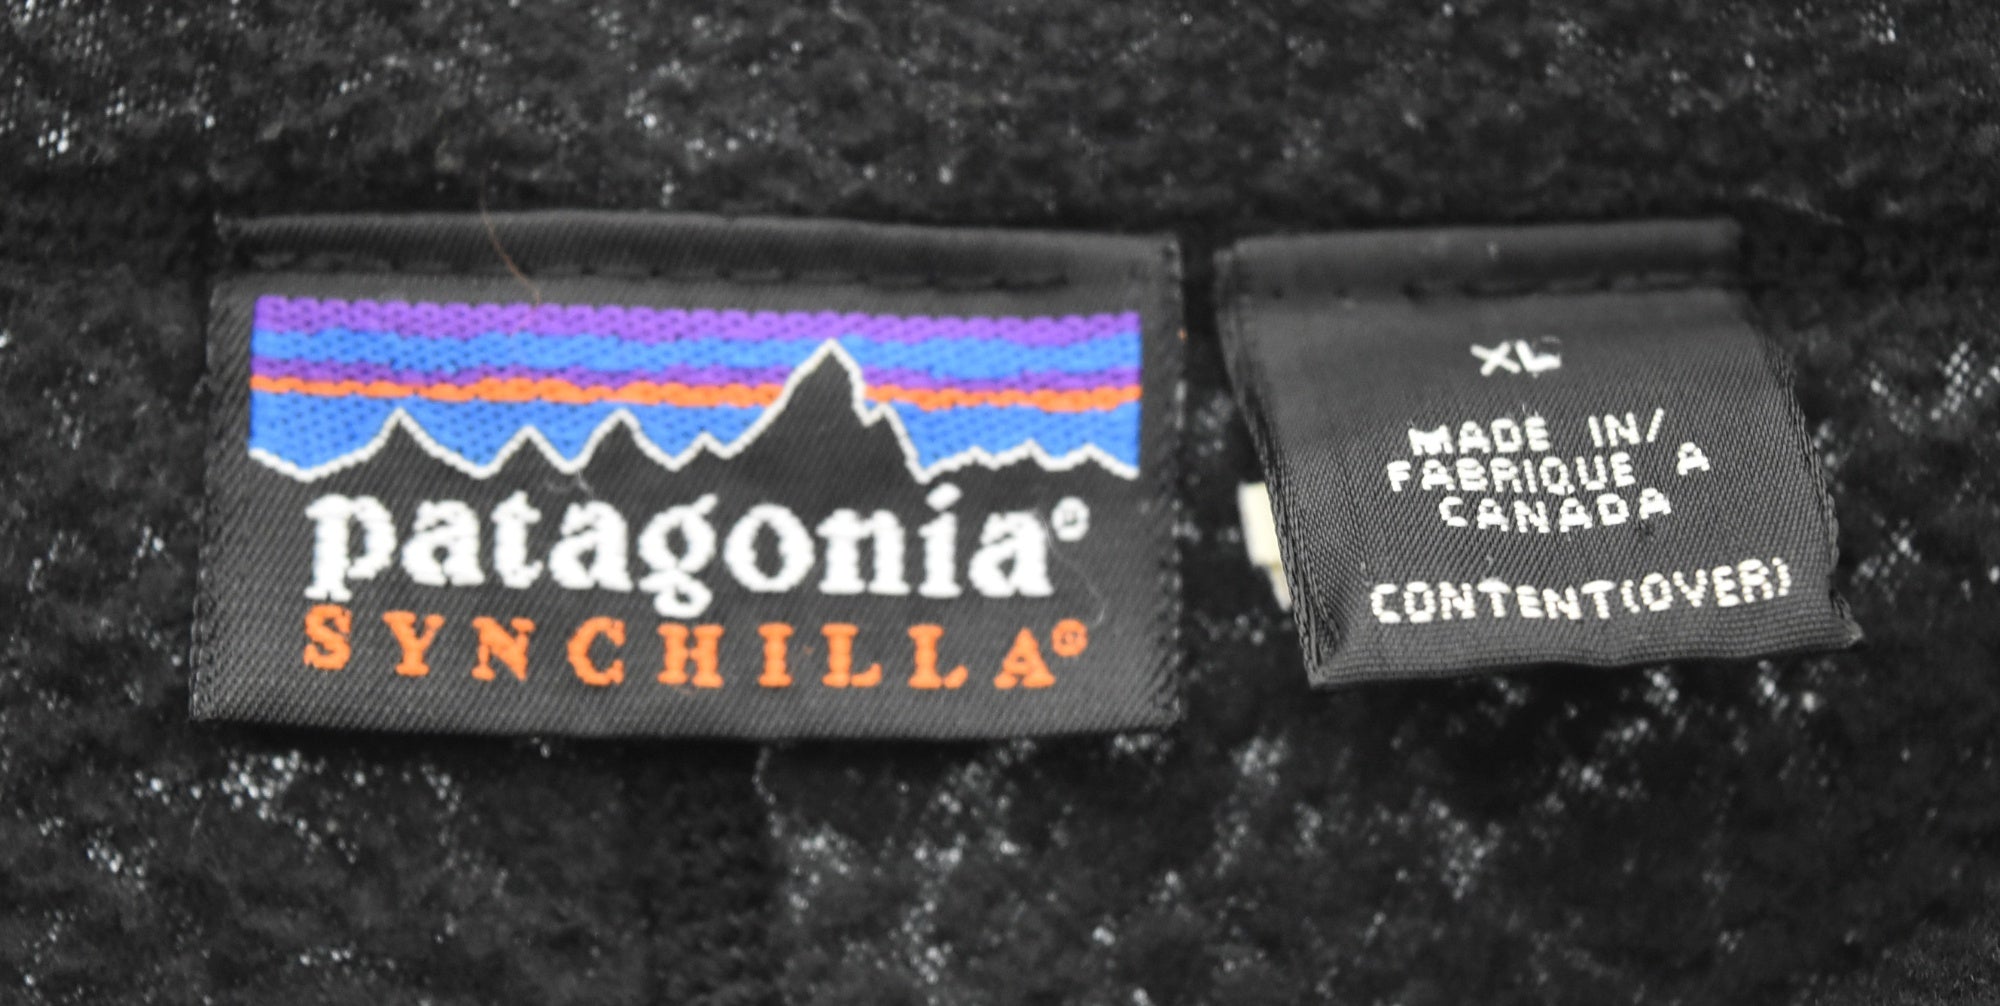 patagonia®
SYNCHILLA®
XL
MADE IN/
FABRIQUE A
CANADA
CONTENT(OVER)